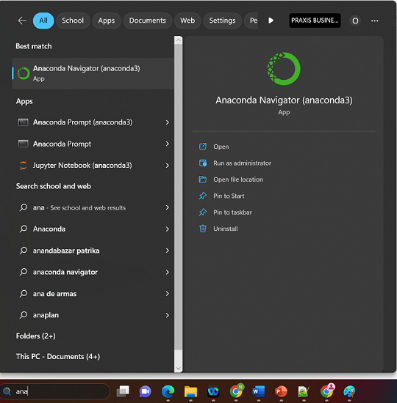 All School Apps Documents Web Settings Pe PRAXIS BUSINE... O ...
Best match
Anaconda Navigator (anaconda3)
App
Apps
Anaconda Prompt (anaconda3)
Anaconda Prompt
Jupyter Notebook (anaconda3)
Search school and web
ana - See school and web results
Anaconda
anandabazar patrika
anaconda navigator
ana de armas
anaplan
Folders (2+)
This PC - Documents (4+)
Anaconda Navigator (anaconda3)
App
Open
Run as administrator
Open file location
Pin to Start
Pin to taskbar
Uninstall
ana